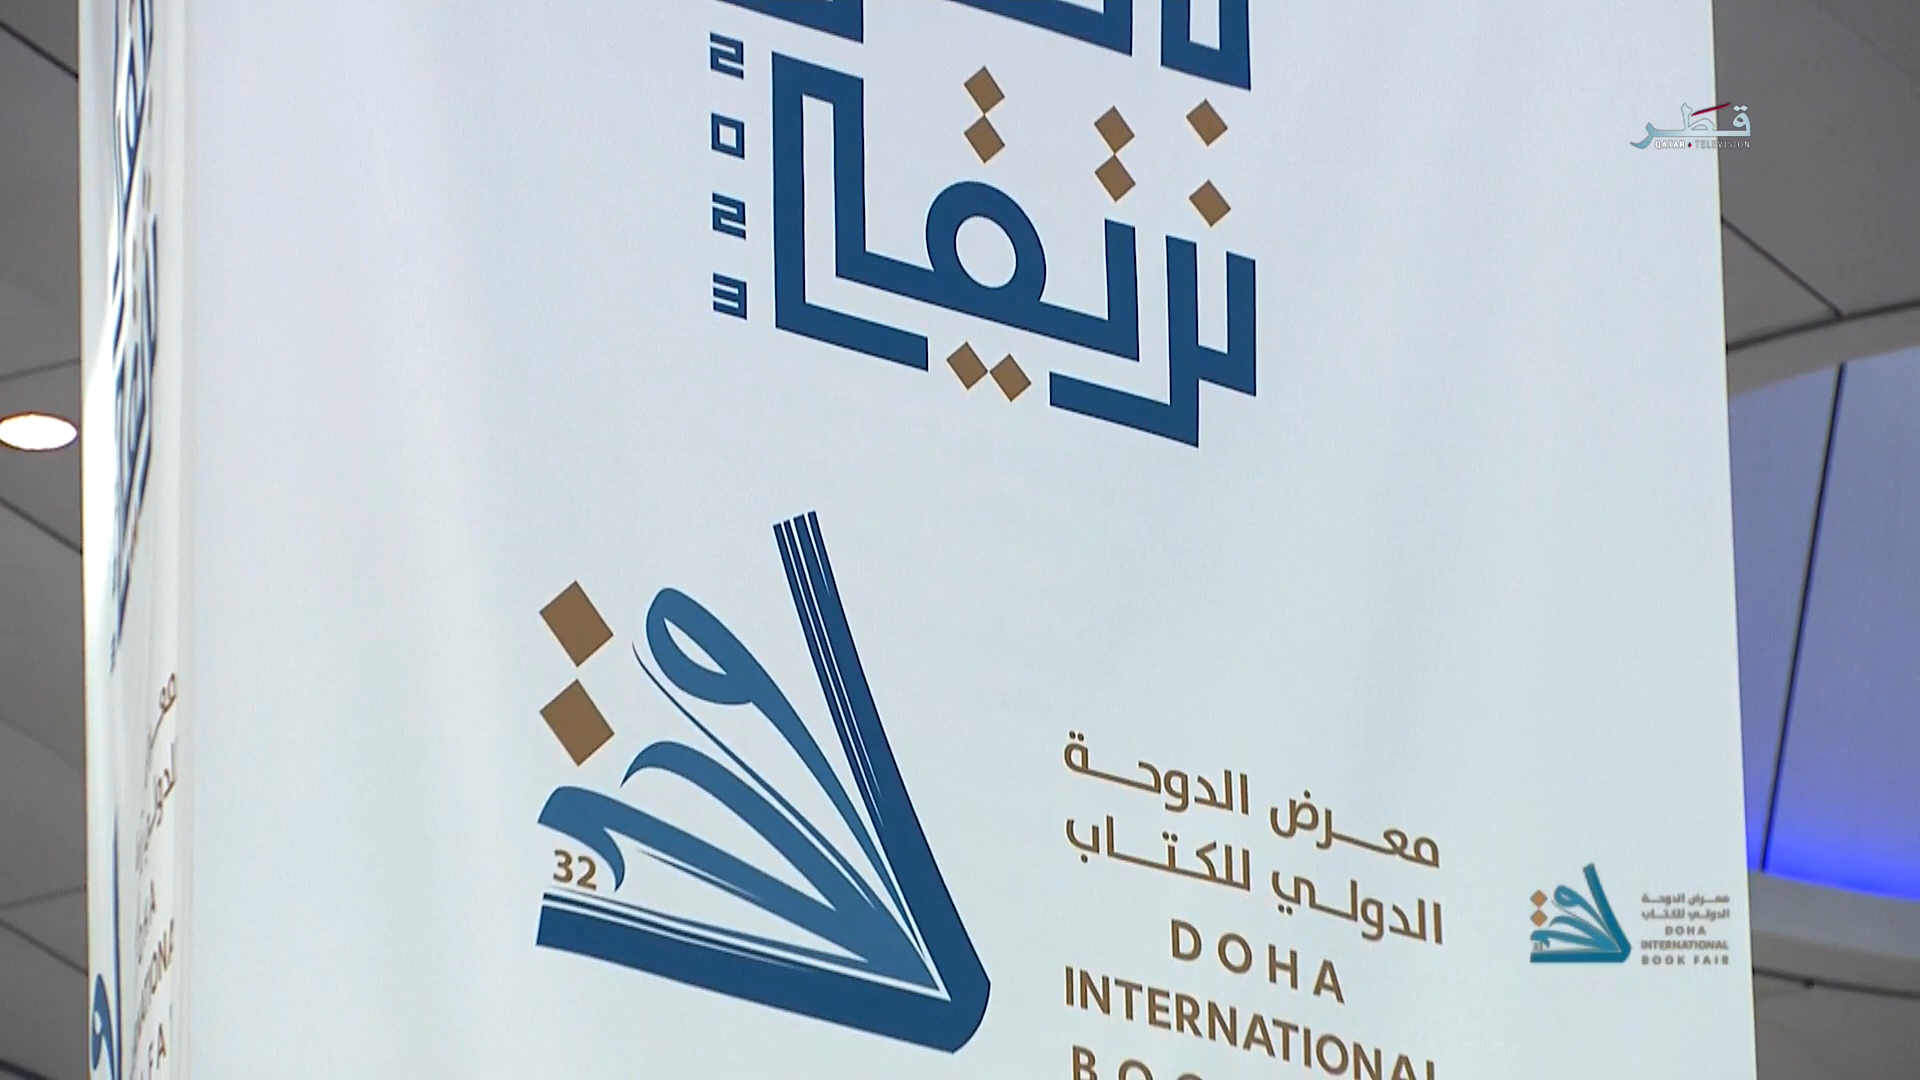 2023
نرتقي
قطر
QATAR TELEVISION
32
معرض الدوحة
الدولي للكتاب
DOHA
INTERNATIONAL
معرض الدوحة
الدولي للكتاب
DOHA
INTERNATIONAL
BOOK FAIR